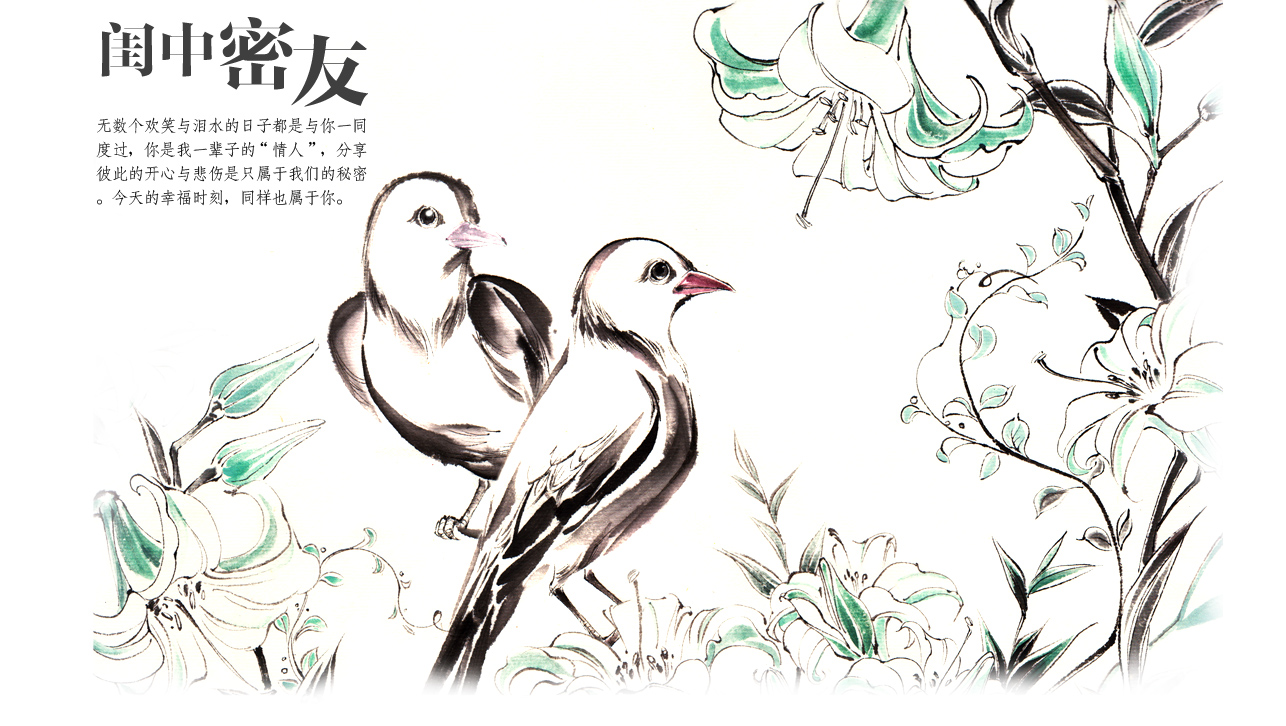 闺中密友
无数个欢笑与泪水的日子都是与你一同
度过，你是我一辈子的“情人”，分享
彼此的开心与悲伤是只属于我们的秘密
。今天的幸福时刻，同样也属于你。